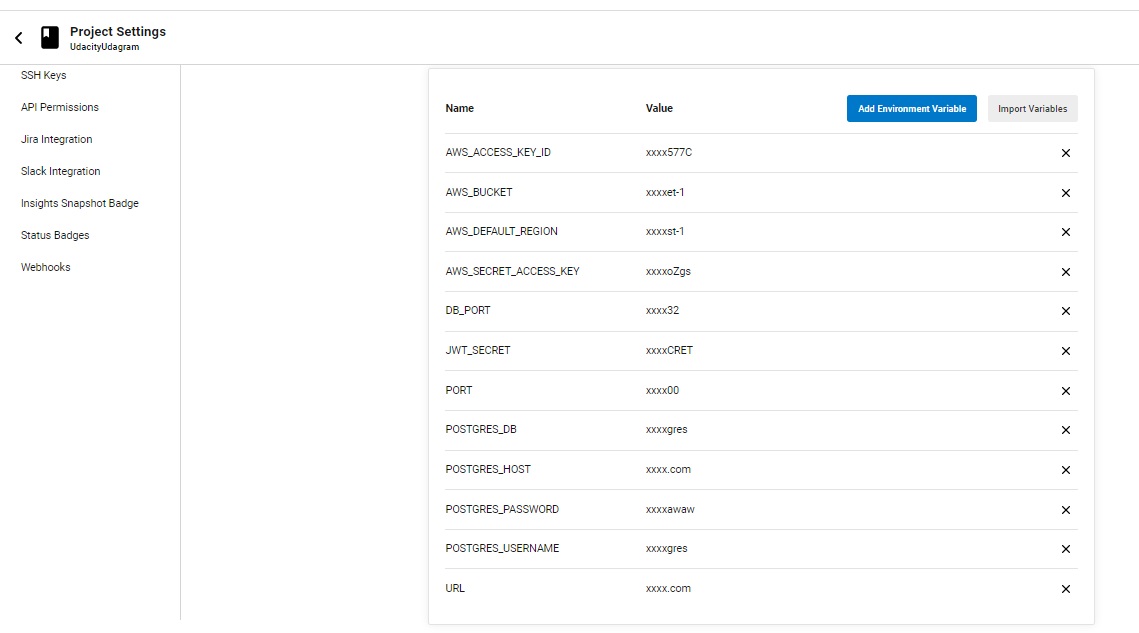 Project Settings
UdacityUdagram
SSH Keys
API Permissions
Jira Integration
Slack Integration
Insights Snapshot Badge
Status Badges
Webhooks
Name Value Add Environment Variable Import Variables
AWS_ACCESS_KEY_ID xxxx577C
AWS_BUCKET xxxxet-1
AWS_DEFAULT_REGION xxxxst-1
AWS_SECRET_ACCESS_KEY xxxxoZgs
DB_PORT xxxx32
JWT_SECRET xxxxCRET
PORT xxxx00
POSTGRES_DB xxxxgres
POSTGRES_HOST xxxx.com
POSTGRES_PASSWORD xxxxawaw
POSTGRES_USERNAME xxxxgres
URL xxxx.com